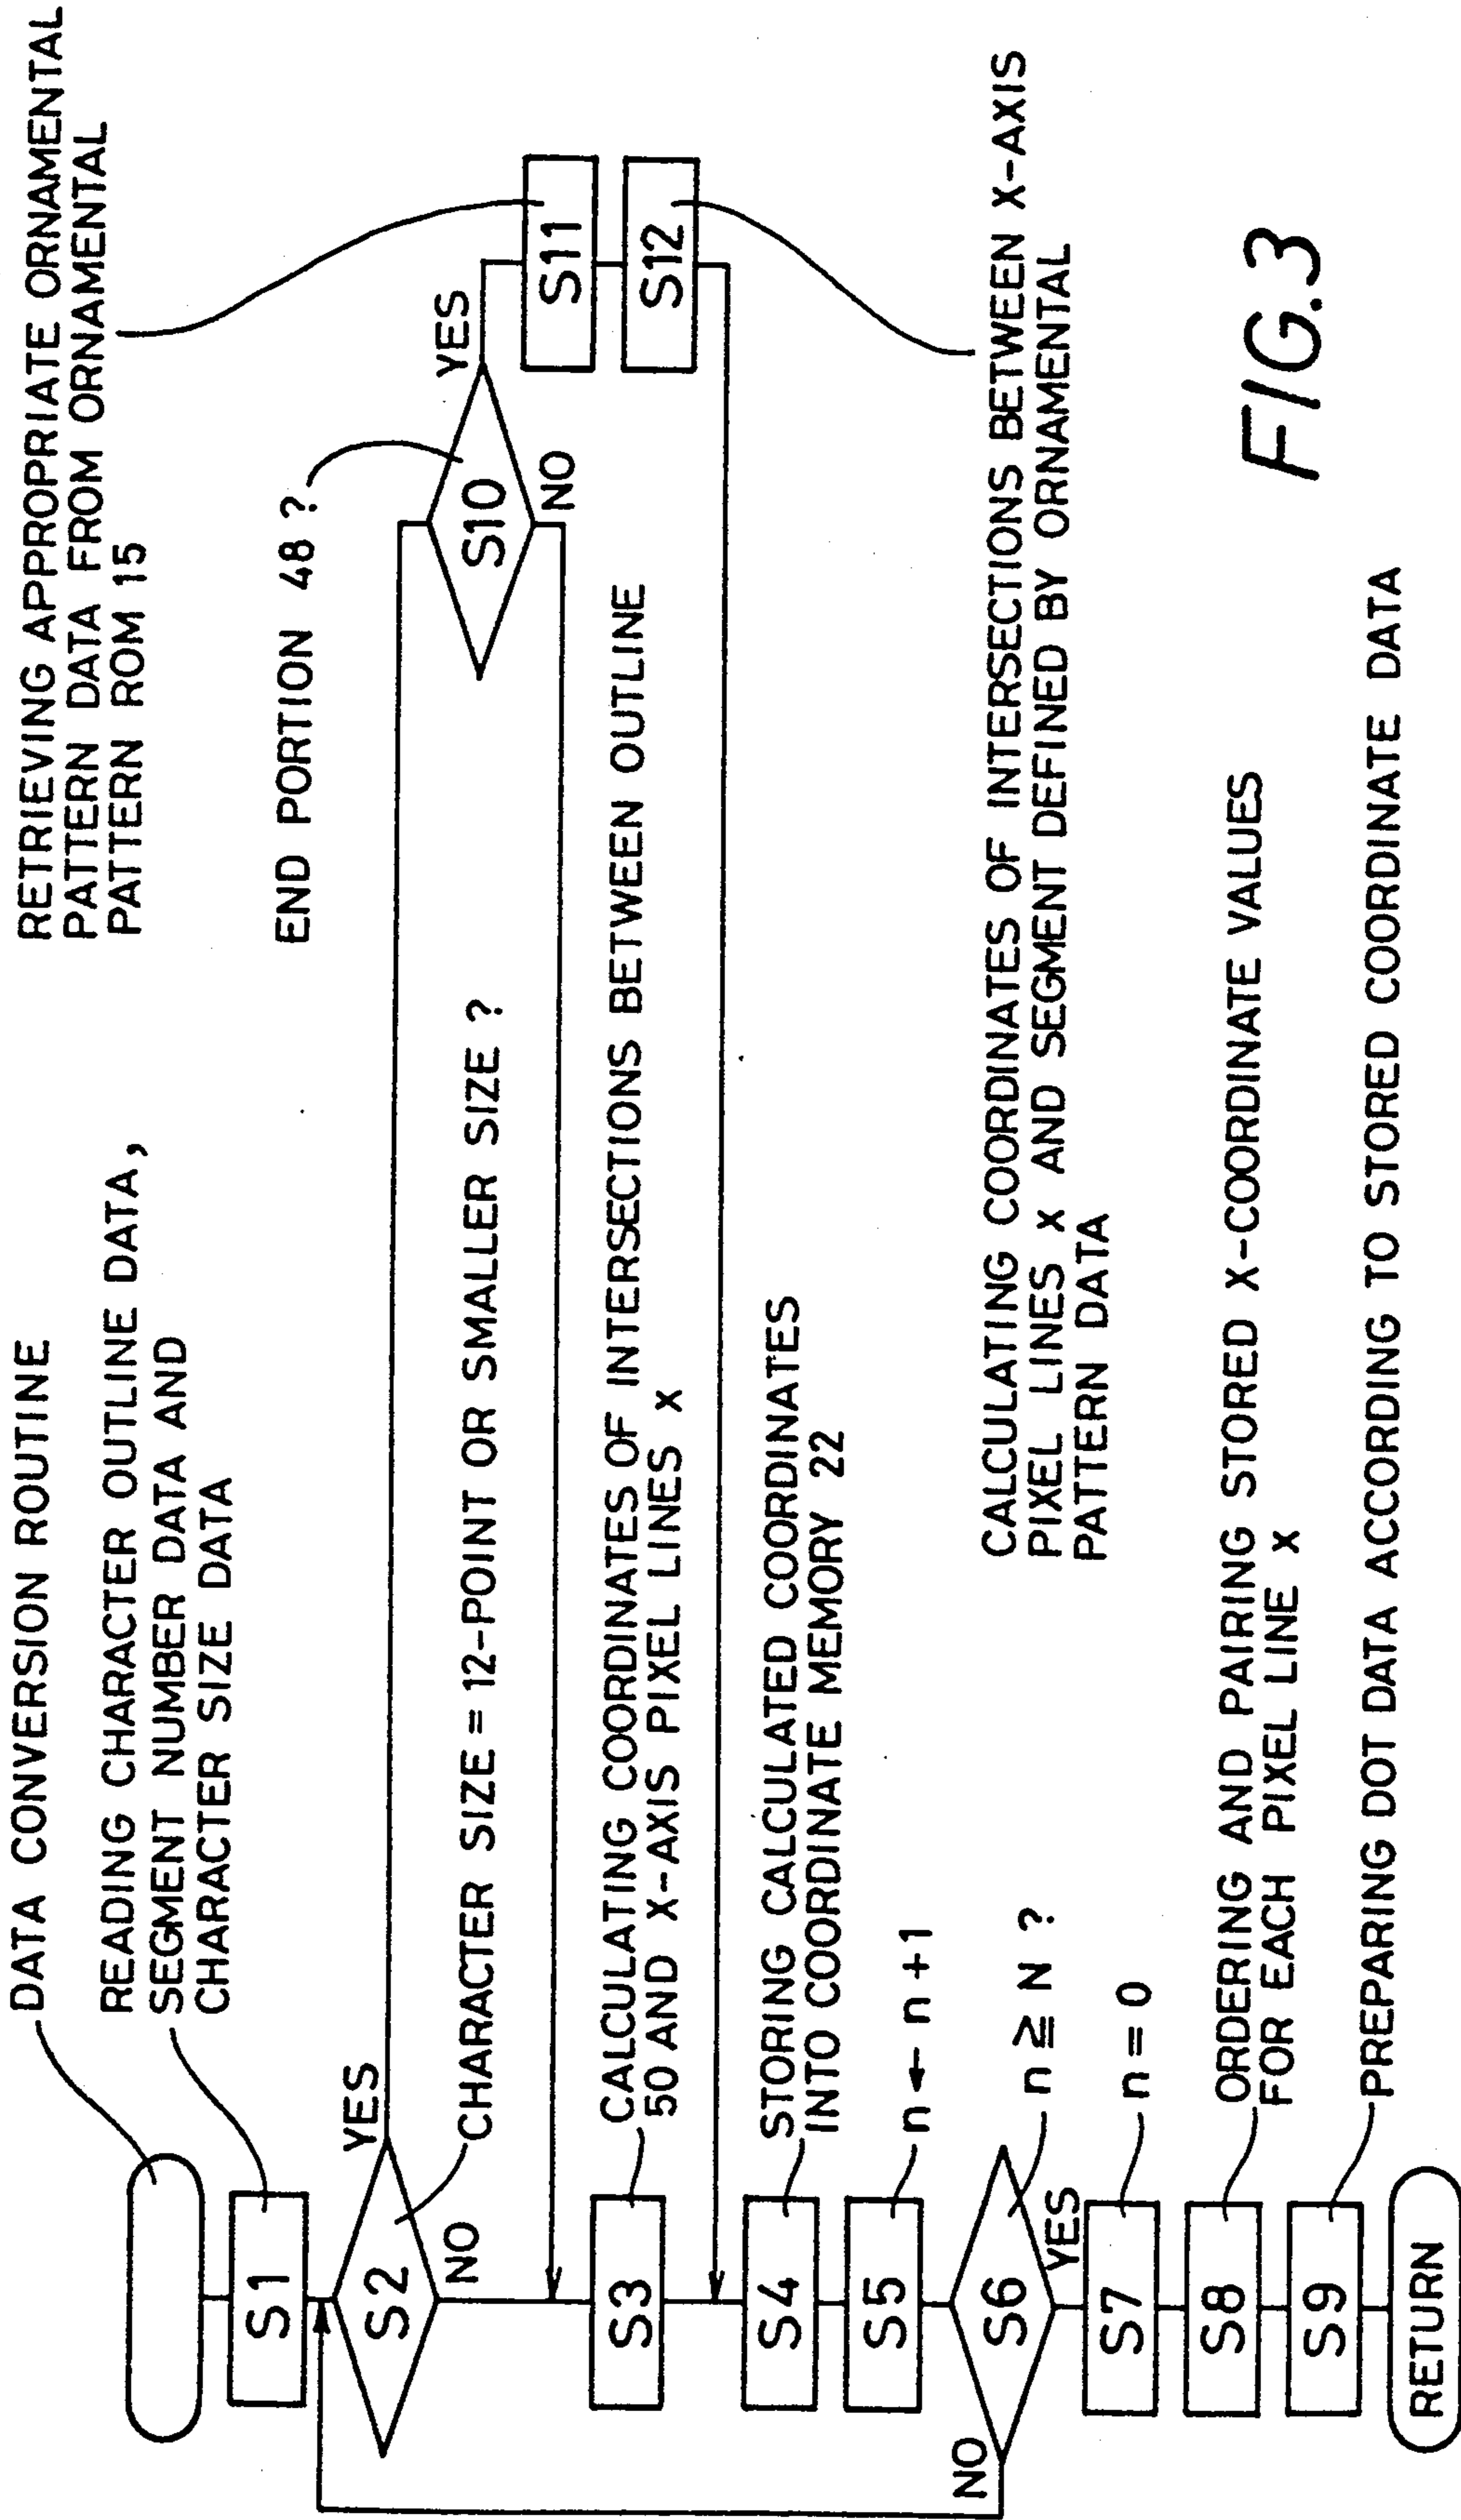 DATA CONVERSION ROUTINE
READING CHARACTER OUTLINE DATA,
SEGMENT NUMBER DATA AND
CHARACTER SIZE DATA
S1
S2
YES
NO
CHARACTER SIZE = 12-POINT OR SMALLER SIZE ?
RETRIEVING APPROPRIATE ORNAMENTAL
PATTERN DATA FROM ORNAMENTAL
PATTERN ROM 15
END PORTION 48 ?
S10
YES
NO
S11
S12
S3
CALCULATING COORDINATES OF INTERSECTIONS BETWEEN OUTLINE
50 AND X-AXIS PIXEL LINES x
S4
STORING CALCULATED COORDINATES
INTO COORDINATE MEMORY 22
S5
n ← n + 1
S6
n ≧ N ?
NO
YES
CALCULATING COORDINATES OF INTERSECTIONS BETWEEN X-AXIS
PIXEL LINES x AND SEGMENT DEFINED BY ORNAMENTAL
PATTERN DATA
S7
n = 0
S8
ORDERING AND PAIRING STORED X-COORDINATE VALUES
FOR EACH PIXEL LINE x
S9
PREPARING DOT DATA ACCORDING TO STORED COORDINATE DATA
RETURN
FIG.3